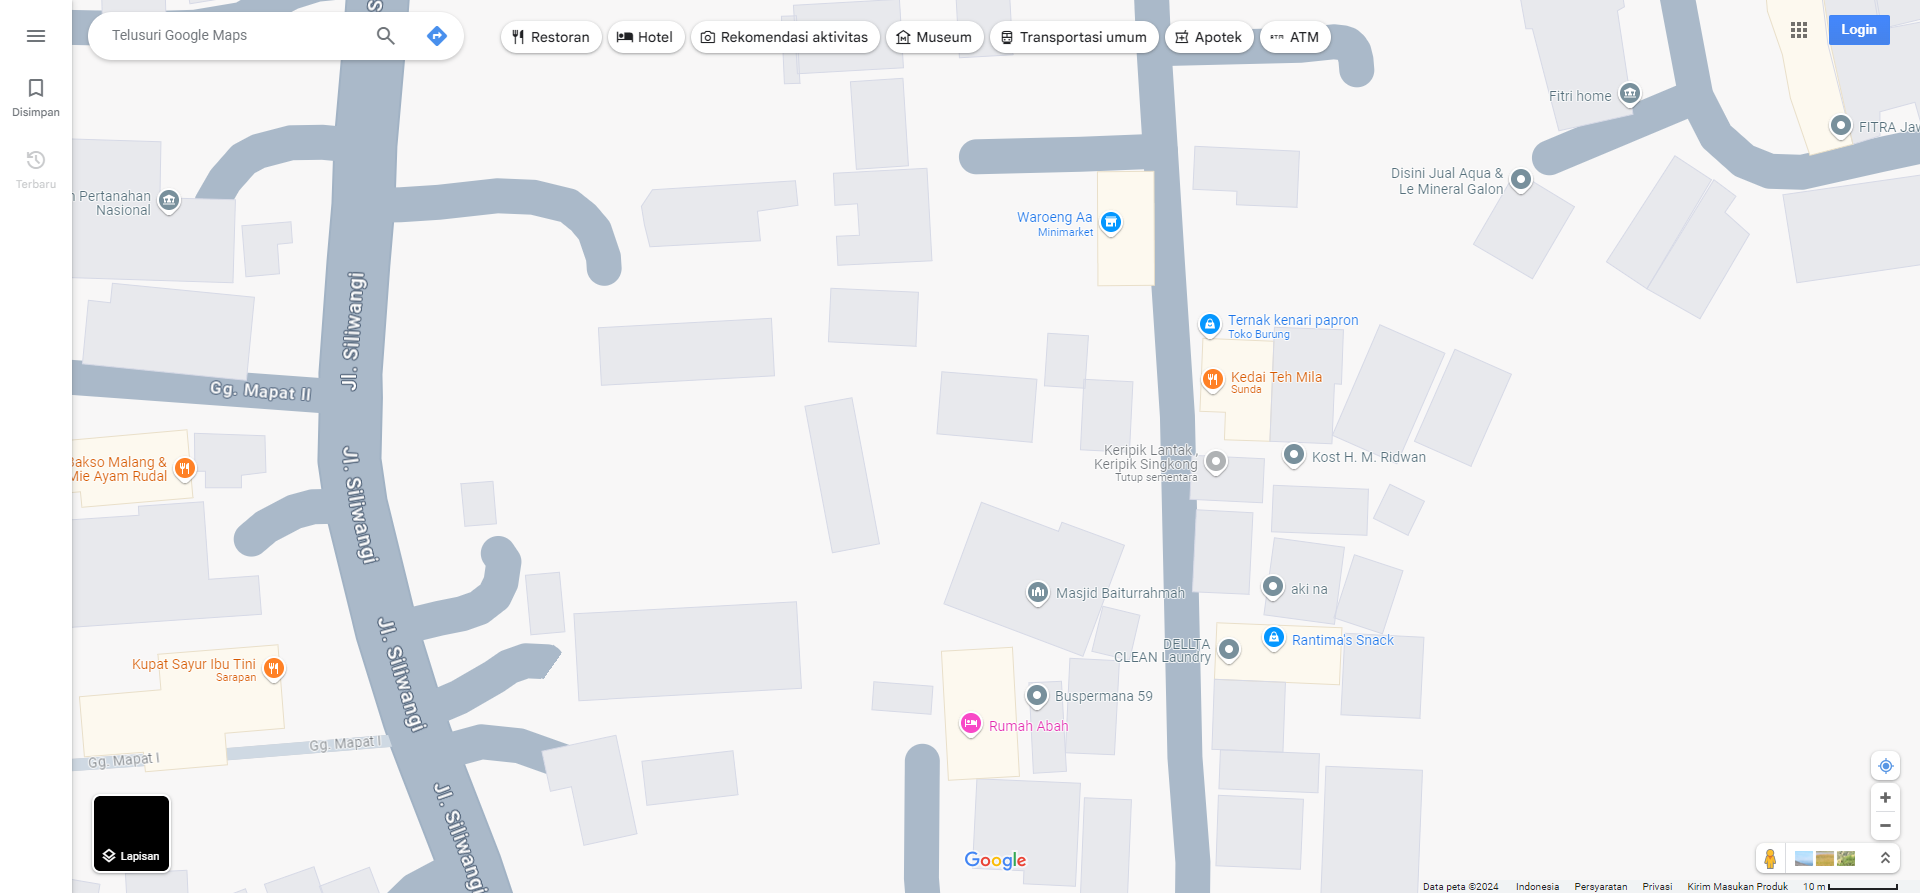 Telusuri Google Maps
Restoran
Hotel
Rekomendasi aktivitas
Museum
Transportasi umum
Apotek
ATM
Login
Disimpan
Terbaru
Fitri home
Disini Jual Aqua &
Le Mineral Galon
Pertanahan
Nasional
Waroeng Aa
Minimarket
Jl. Siliwangi
Ternak kenari papron
Toko Burung
Gg. Mapat II
Kedai Teh Mila
Sunda
Bakso Malang &
Mie Ayam Rudal
Jl. Siliwangi
Keripik Lantak,
Keripik Singkong
Tutup sementara
Kost H. M. Ridwan
Masjid Baiturrahmah
aki na
Kupat Sayur Ibu Tini
Sarapan
Jl. Siliwangi
DELLTA
CLEAN Laundry
Rantima's Snack
Buspermana 59
Rumah Abah
Gg. Mapat I
Gg. Mapat I
Jl. Siliwangi
Lapisan
Google
Data peta ©2024
Indonesia
Persyaratan
Privasi
Kirim Masukan Produk
10 m